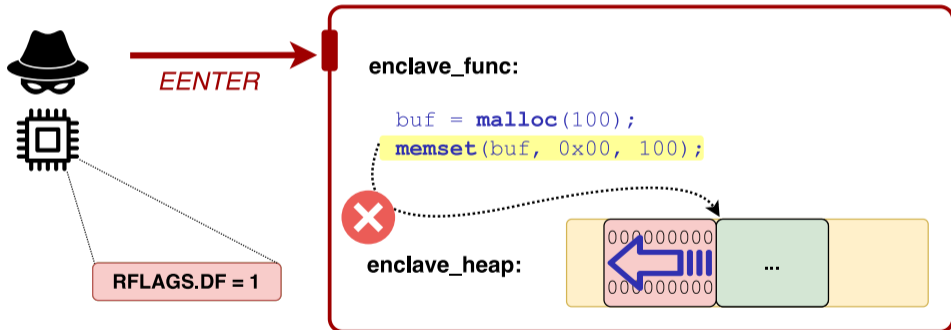 EENTER
enclave_func:
buf = malloc(100);
memset(buf, 0x00, 100);
RFLAGS.DF = 1
enclave_heap:
000000000
000000000
...